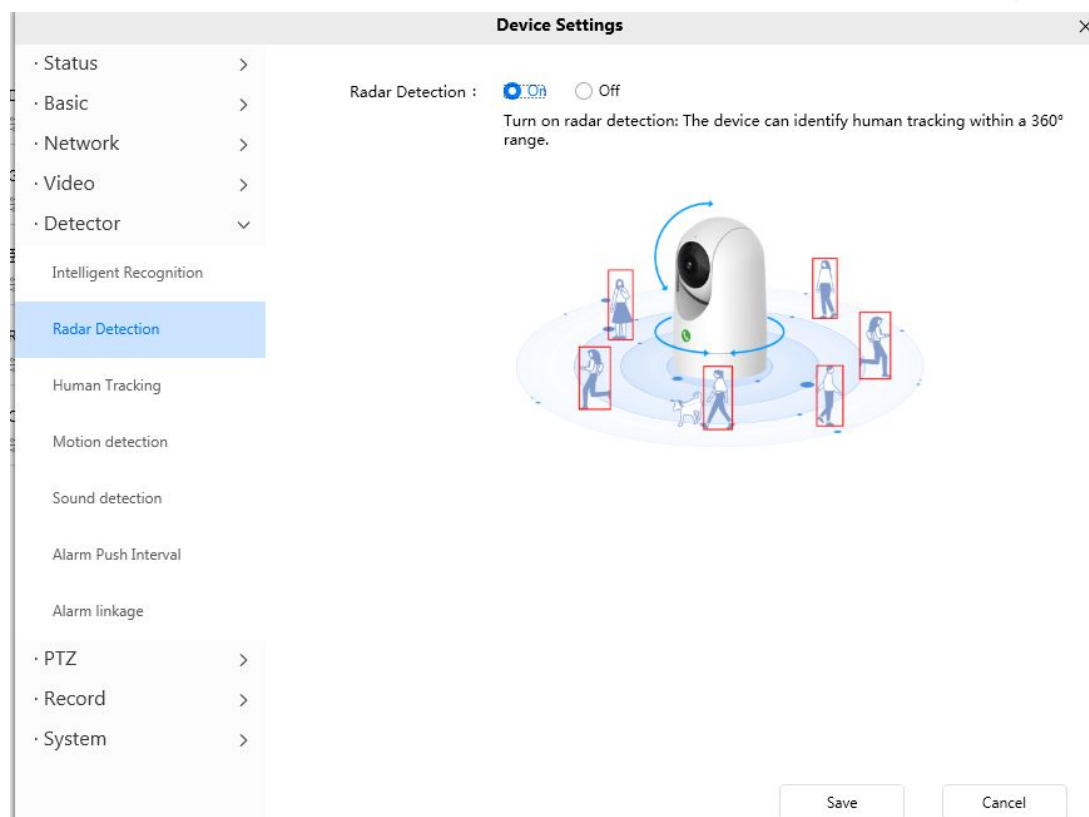 Device Settings
· Status
· Basic
· Network
· Video
· Detector
Intelligent Recognition
Radar Detection
Human Tracking
Motion detection
Sound detection
Alarm Push Interval
Alarm linkage
· PTZ
· Record
· System
Radar Detection : On Off
Turn on radar detection: The device can identify human tracking within a 360°
range.
Save Cancel